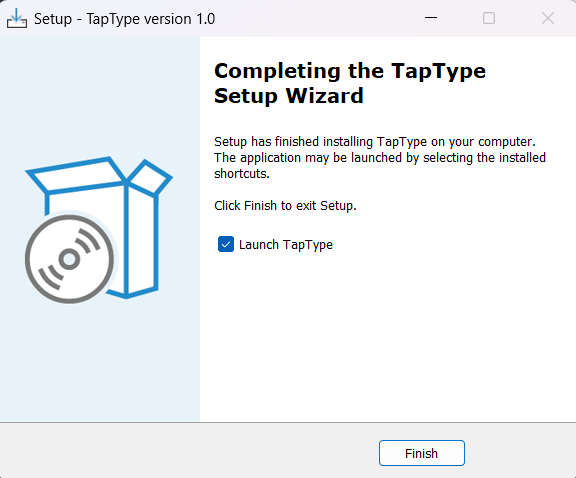 Setup - TapType version 1.0
Completing the TapType
Setup Wizard
Setup has finished installing TapType on your computer.
The application may be launched by selecting the installed
shortcuts.
Click Finish to exit Setup.
Launch TapType
Finish